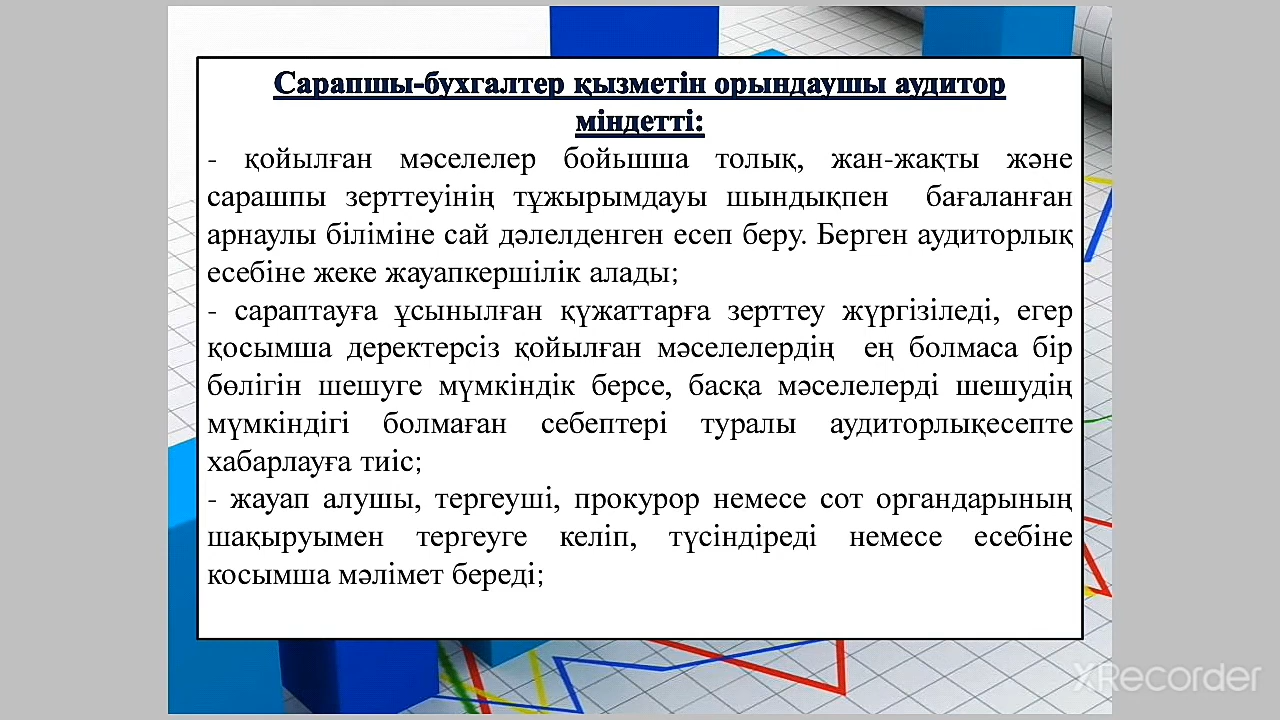 Сарапшы-бухгалтер қызметін орындаушы аудитор
міндетті:
- қойылған мәселелер бойьшша толық, жан-жақты және
сарашпы зерттеуінің тұжырымдауы шындықпен бағаланған
арнаулы біліміне сай дәлелденген есеп беру. Берген аудиторлық
есебіне жеке жауапкершілік алады;
- сараптауға ұсынылған құжаттарға зерттеу жүргізіледі, егер
қосымша деректерсіз қойылған мәселелердің ең болмаса бір
бөлігін шешуге мүмкіндік берсе, басқа мәселелерді шешудің
мүмкіндігі болмаған себептері туралы аудиторлықесепте
хабарлауға тиіс;
- жауап алушы, тергеуші, прокурор немесе сот органдарының
шақыруымен тергеуге келіп, түсіндіреді немесе есебіне
косымша мәлімет береді;
XRecorder